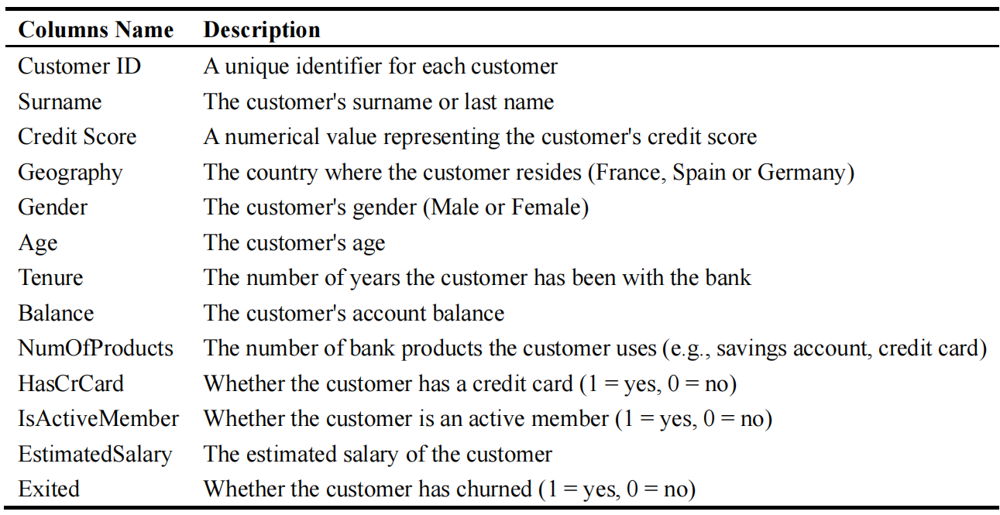 Columns Name Description
Customer ID A unique identifier for each customer
Surname The customer's surname or last name
Credit Score A numerical value representing the customer's credit score
Geography The country where the customer resides (France, Spain or Germany)
Gender The customer's gender (Male or Female)
Age The customer's age
Tenure The number of years the customer has been with the bank
Balance The customer's account balance
NumOfProducts The number of bank products the customer uses (e.g., savings account, credit card)
HasCrCard Whether the customer has a credit card (1 = yes, 0 = no)
IsActiveMember Whether the customer is an active member (1 = yes, 0 = no)
EstimatedSalary The estimated salary of the customer
Exited Whether the customer has churned (1 = yes, 0 = no)